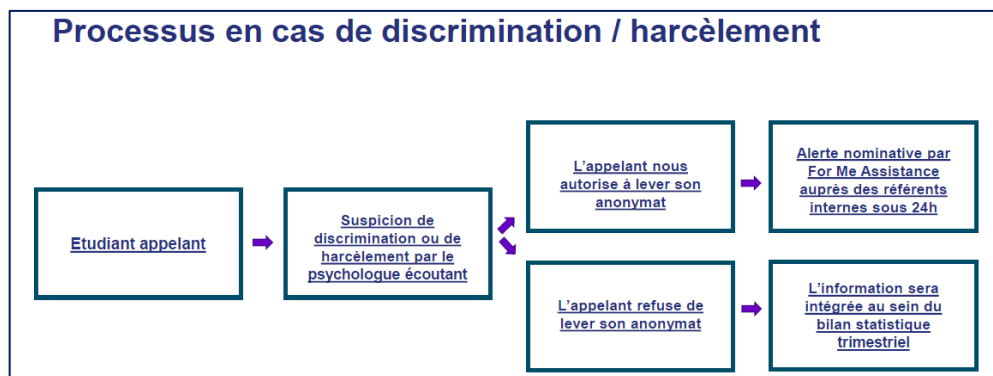 Processus en cas de discrimination / harcèlement
Etudiant appelant
Suspicion de
discrimination ou de
harcèlement par le
psychologue écoutant
L'appelant nous
autorise à lever son
anonymat
Alerte nominative par
For Me Assistance
auprès des référents
internes sous 24h
L'appelant refuse de
lever son anonymat
L'information sera
intégrée au sein du
bilan statistique
trimestriel